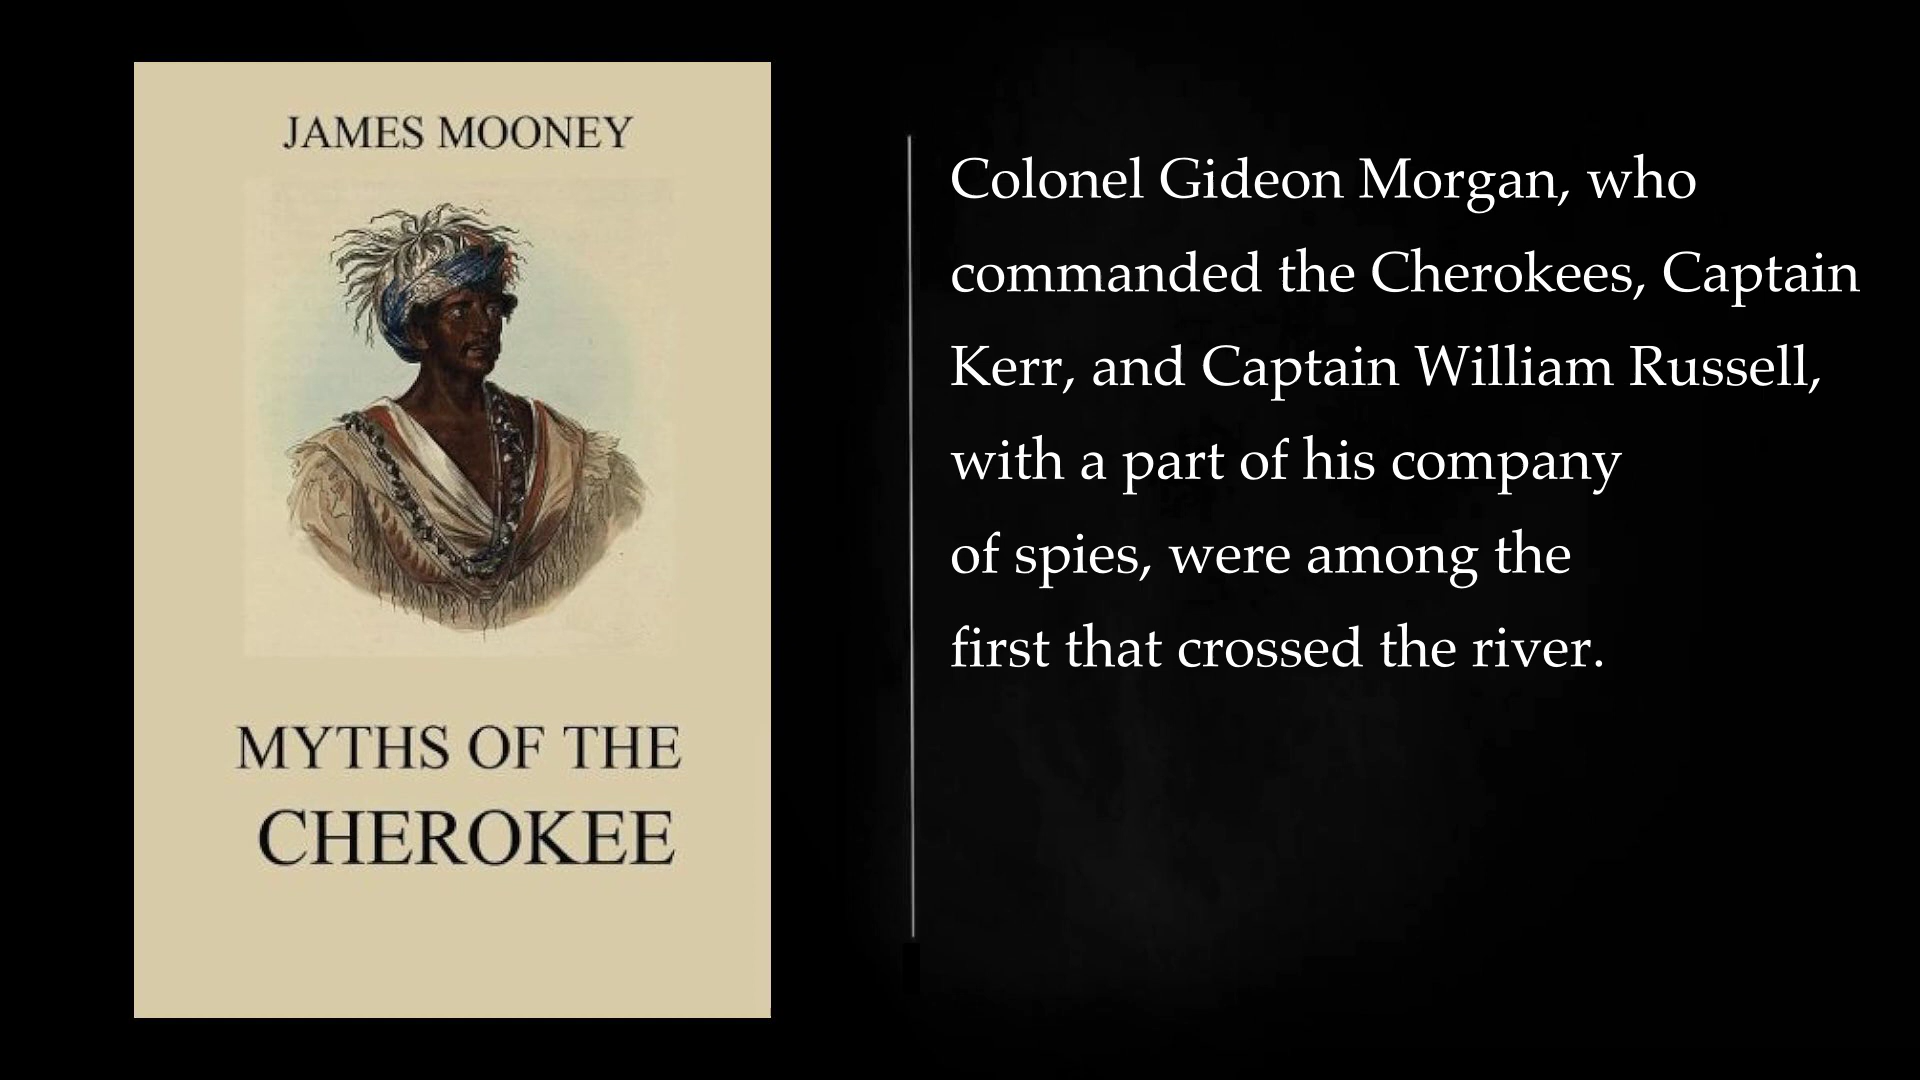 JAMES MOONEY
MYTHS OF THE
CHEROKEE
Colonel Gideon Morgan, who
commanded the Cherokees, Captain
Kerr, and Captain William Russell,
with a part of his company
of spies, were among the
first that crossed the river.